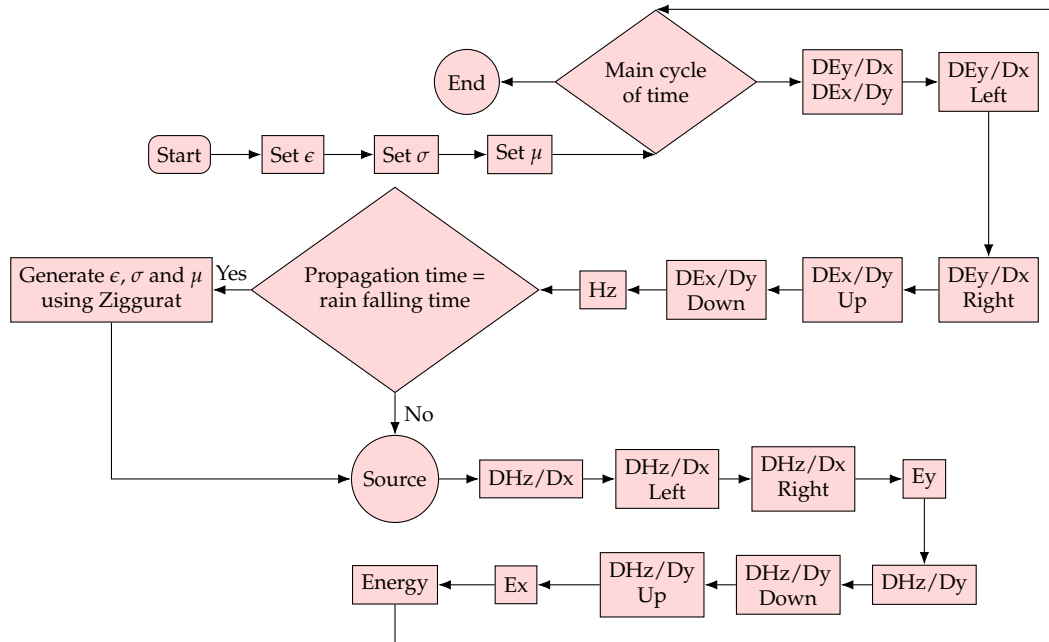 End
Main cycle
of time
DEy/Dx
DEx/Dy
DEy/Dx
Left
Start
Set ϵ
Set σ
Set μ
Generate ϵ, σ and μ
using Ziggurat
Yes
Propagation time =
rain falling time
Hz
DEx/Dy
Down
DEx/Dy
Up
DEy/Dx
Right
No
Source
DHz/Dx
DHz/Dx
Left
DHz/Dx
Right
Ey
Energy
Ex
DHz/Dy
Up
DHz/Dy
Down
DHz/Dy